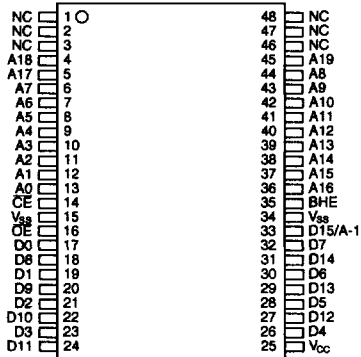 NC 1 48 NC
NC 2 47 NC
NC 3 46 NC
A18 4 45 A19
A17 5 44 A8
A7 6 43 A9
A6 7 42 A10
A5 8 41 A11
A4 9 40 A12
A3 10 39 A13
A2 11 38 A14
A1 12 37 A15
A0 13 36 A16
CE 14 35 BHE
Vss 15 34 Vss
OE 16 33 D15/A-1
D0 17 32 D7
D8 18 31 D14
D1 19 30 D6
D9 20 29 D13
D2 21 28 D5
D10 22 27 D12
D3 23 26 D4
D11 24 25 Vcc